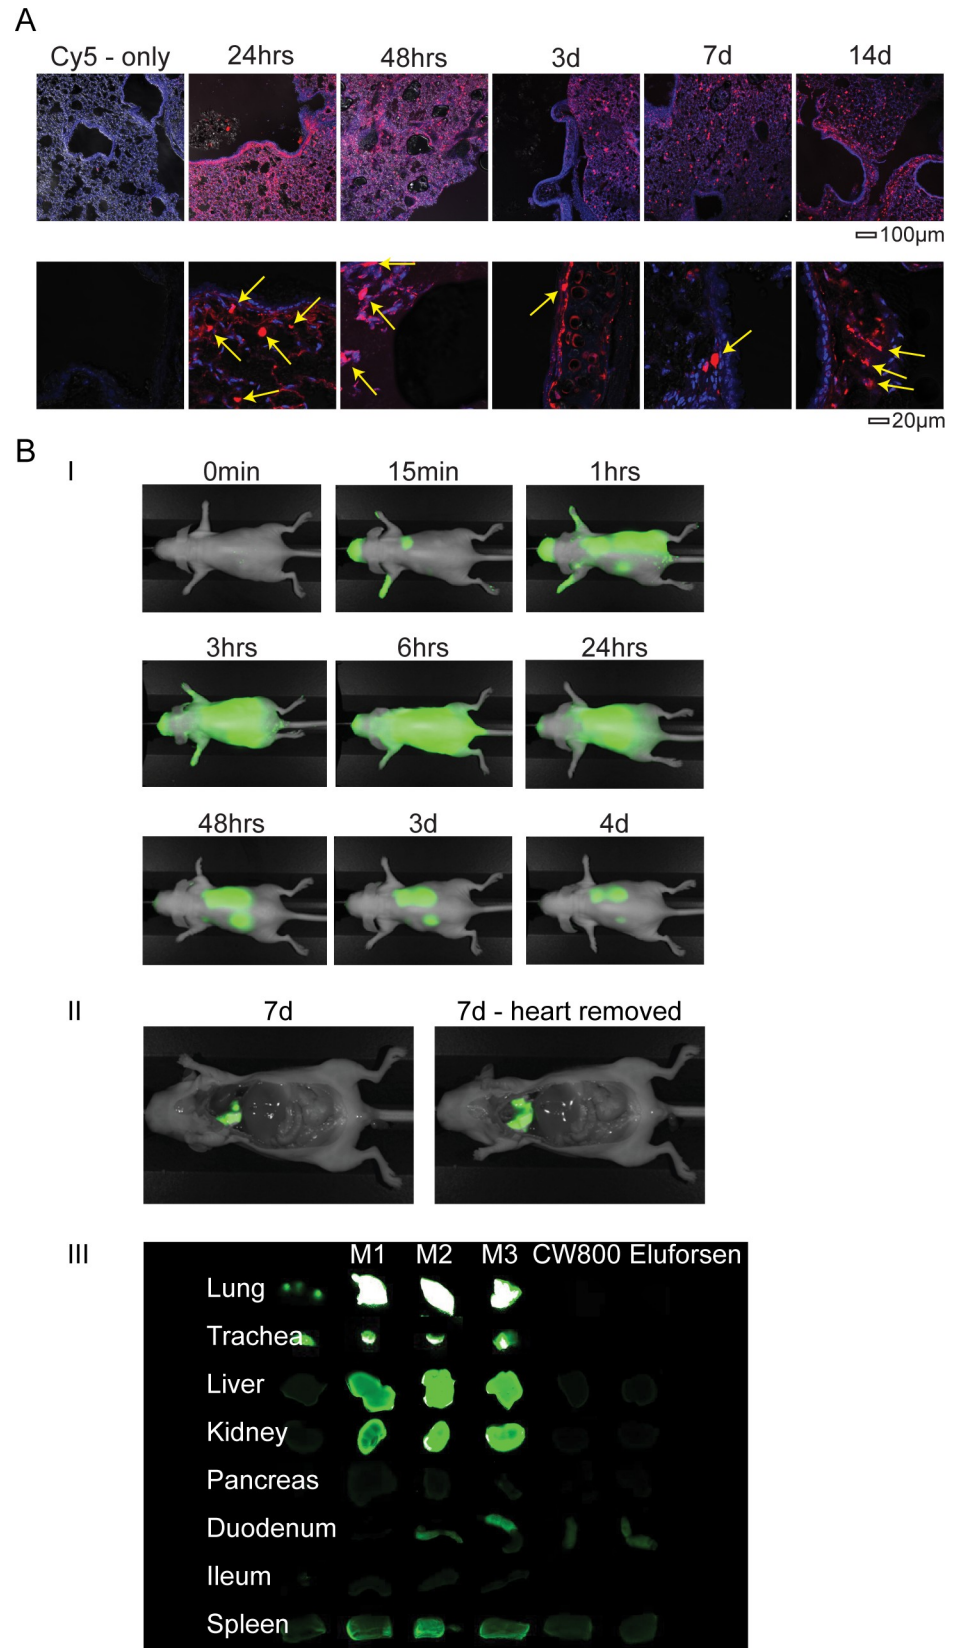 A
Cy5 - only 24hrs 48hrs 3d 7d 14d
100µm
20µm
B
I
0min 15min 1hrs
3hrs 6hrs 24hrs
48hrs 3d 4d
II
7d 7d - heart removed
III
M1 M2 M3 CW800 Eluforsen
Lung
Trachea
Liver
Kidney
Pancreas
Duodenum
Ileum
Spleen